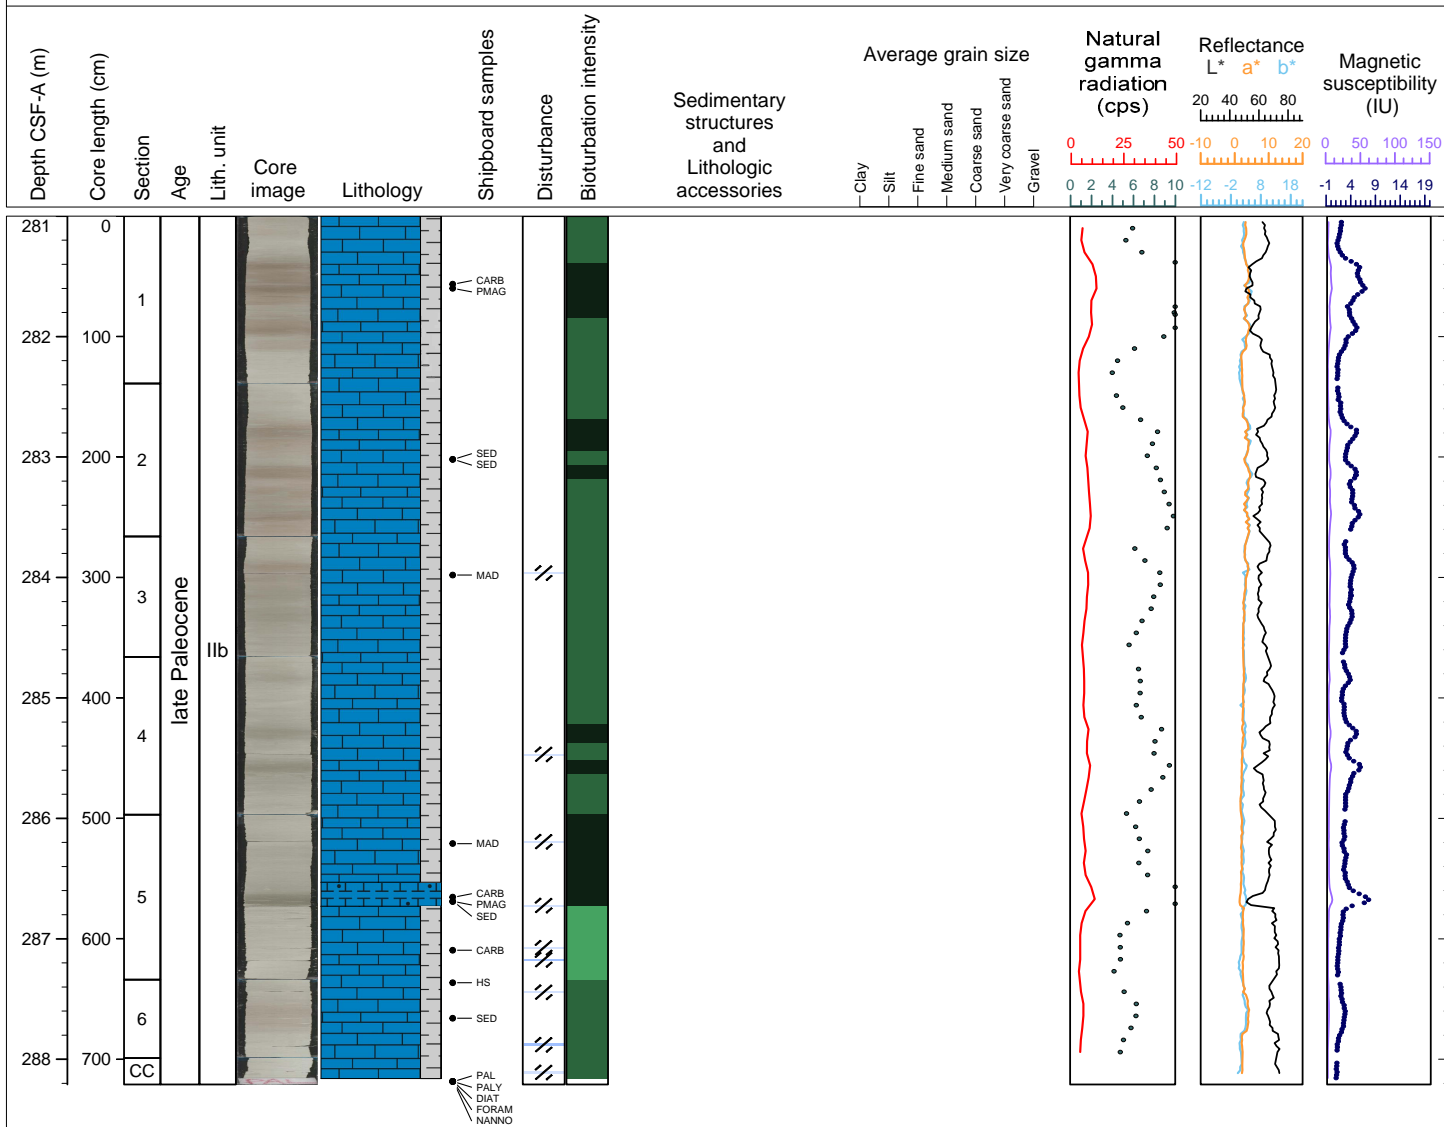 Depth CSF-A (m)
Core length (cm)
Section
Age
Lith. unit
Core
image
Lithology
Shipboard samples
Disturbance
Bioturbation intensity
Sedimentary
structures
and
Lithologic
accessories
Average grain size
Clay
Silt
Fine sand
Medium sand
Coarse sand
Very coarse sand
Gravel
Natural
gamma
radiation
(cps)
0 25 50
0 2 4 6 8 10
Reflectance
L* a* b*
20 40 60 80
-10 0 10 20
-12 -2 8 18
Magnetic
susceptibility
(IU)
0 50 100 150
-1 4 9 14 19
281
282
283
284
285
286
287
288
0
100
200
300
400
500
600
700
1
2
3
4
5
6
CC
late Paleocene
IIb
CARB
PMAG
SED
SED
MAD
MAD
CARB
PMAG
SED
CARB
HS
SED
PAL
PALY
DIAT
FORAM
NANNO